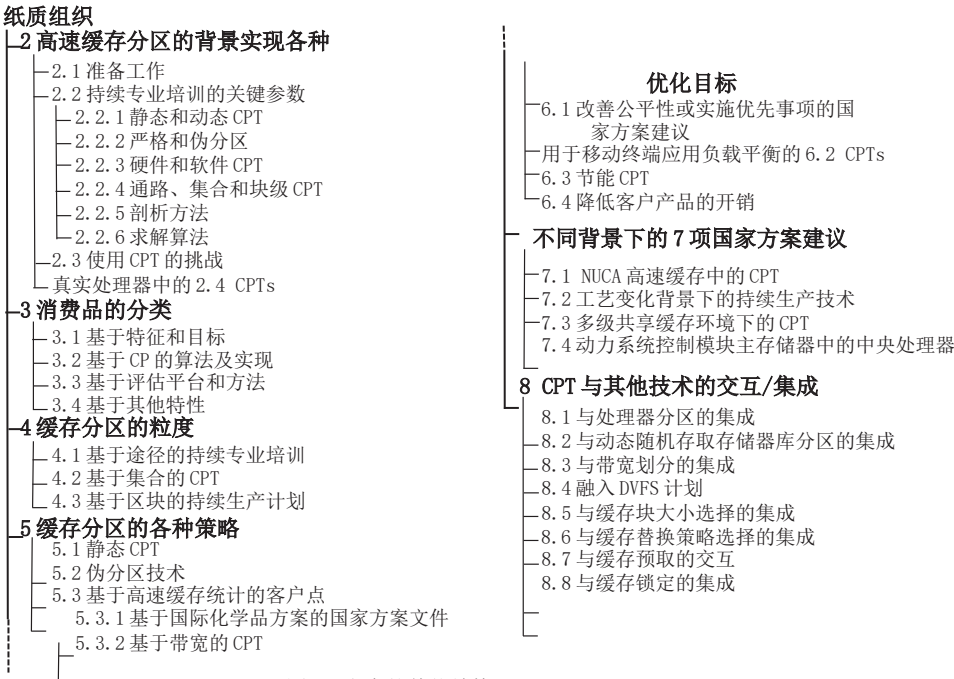 纸质组织
2 高速缓存分区的背景实现各种
2.1 准备工作
2.2 持续专业培训的关键参数
2.2.1 静态和动态 CPT
2.2.2 严格和伪分区
2.2.3 硬件和软件 CPT
2.2.4 通路、集合和块级 CPT
2.2.5 剖析方法
2.2.6 求解算法
2.3 使用 CPT 的挑战
真实处理器中的 2.4 CPTs
3 消费品的分类
3.1 基于特征和目标
3.2 基于 CP 的算法及实现
3.3 基于评估平台和方法
3.4 基于其他特性
4 缓存分区的粒度
4.1 基于途径的持续专业培训
4.2 基于集合的 CPT
4.3 基于区块的持续生产计划
5 缓存分区的各种策略
5.1 静态 CPT
5.2 伪分区技术
5.3 基于高速缓存统计的客户点
5.3.1 基于国际化学品方案的国家方案文件
5.3.2 基于带宽的 CPT
优化目标
6.1 改善公平性或实施优先事项的国
家方案建议
用于移动终端应用负载平衡的 6.2 CPTs
6.3 节能 CPT
6.4 降低客户产品的开销
不同背景下的 7 项国家方案建议
7.1 NUCA 高速缓存中的 CPT
7.2 工艺变化背景下的持续生产技术
7.3 多级共享缓存环境下的 CPT
7.4 动力系统控制模块主存储器中的中央处理器
8 CPT 与其他技术的交互/集成
8.1 与处理器分区的集成
8.2 与动态随机存取存储器库分区的集成
8.3 与带宽划分的集成
8.4 融入 DVFS 计划
8.5 与缓存块大小选择的集成
8.6 与缓存替换策略选择的集成
8.7 与缓存预取的交互
8.8 与缓存锁定的集成